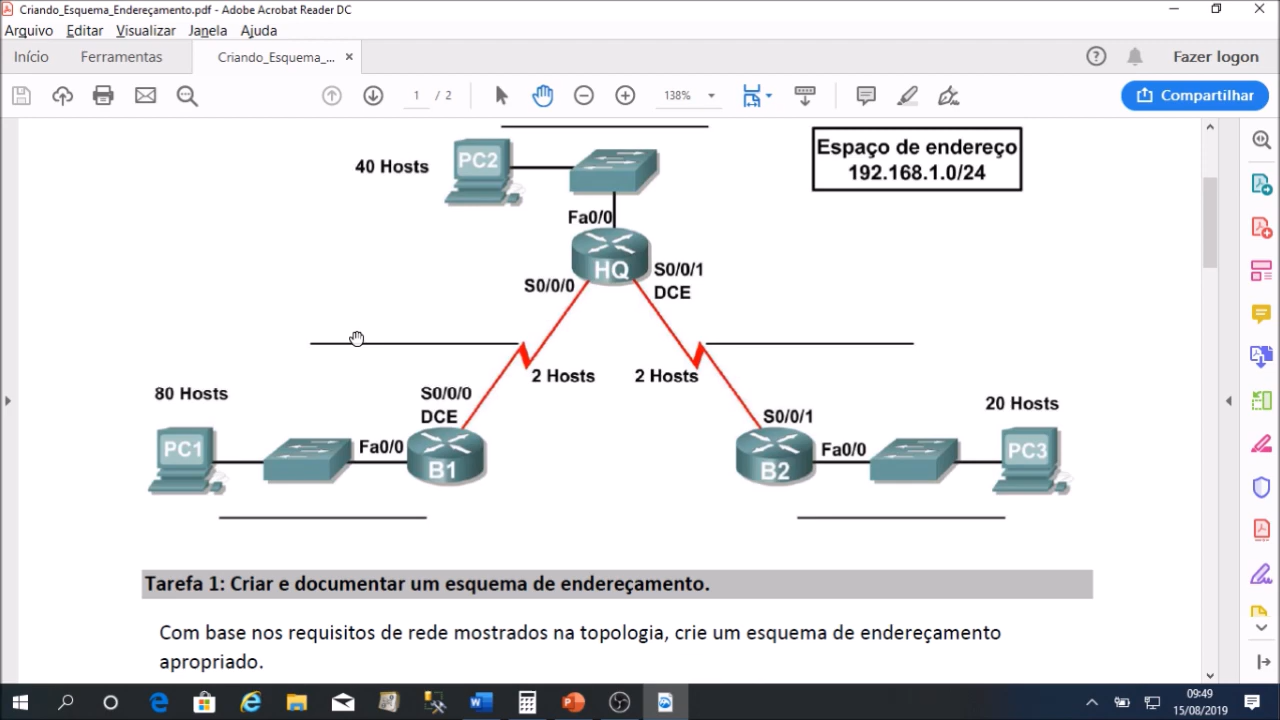 Criando_Esquema_Endereçamento.pdf - Adobe Acrobat Reader DC
Arquivo Editar Visualizar Janela Ajuda
Início Ferramentas Criando_Esquema_... ×
? Fazer logon
1 / 2 138% Compartilhar
Espaço de endereço
192.168.1.0/24
40 Hosts
PC2
Fa0/0
HQ
S0/0/0
S0/0/1
DCE
2 Hosts
2 Hosts
80 Hosts
PC1
Fa0/0
S0/0/0
DCE
B1
S0/0/1
B2
Fa0/0
20 Hosts
PC3
Tarefa 1: Criar e documentar um esquema de endereçamento.
Com base nos requisitos de rede mostrados na topologia, crie um esquema de endereçamento
apropriado.
09:49
15/08/2019